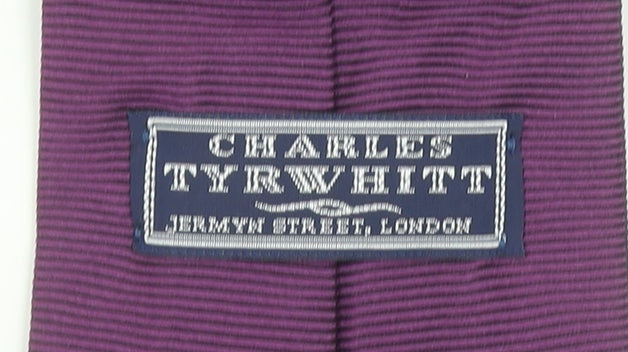 CHARLES
TYRWHITT
JERMYN STREET, LONDON